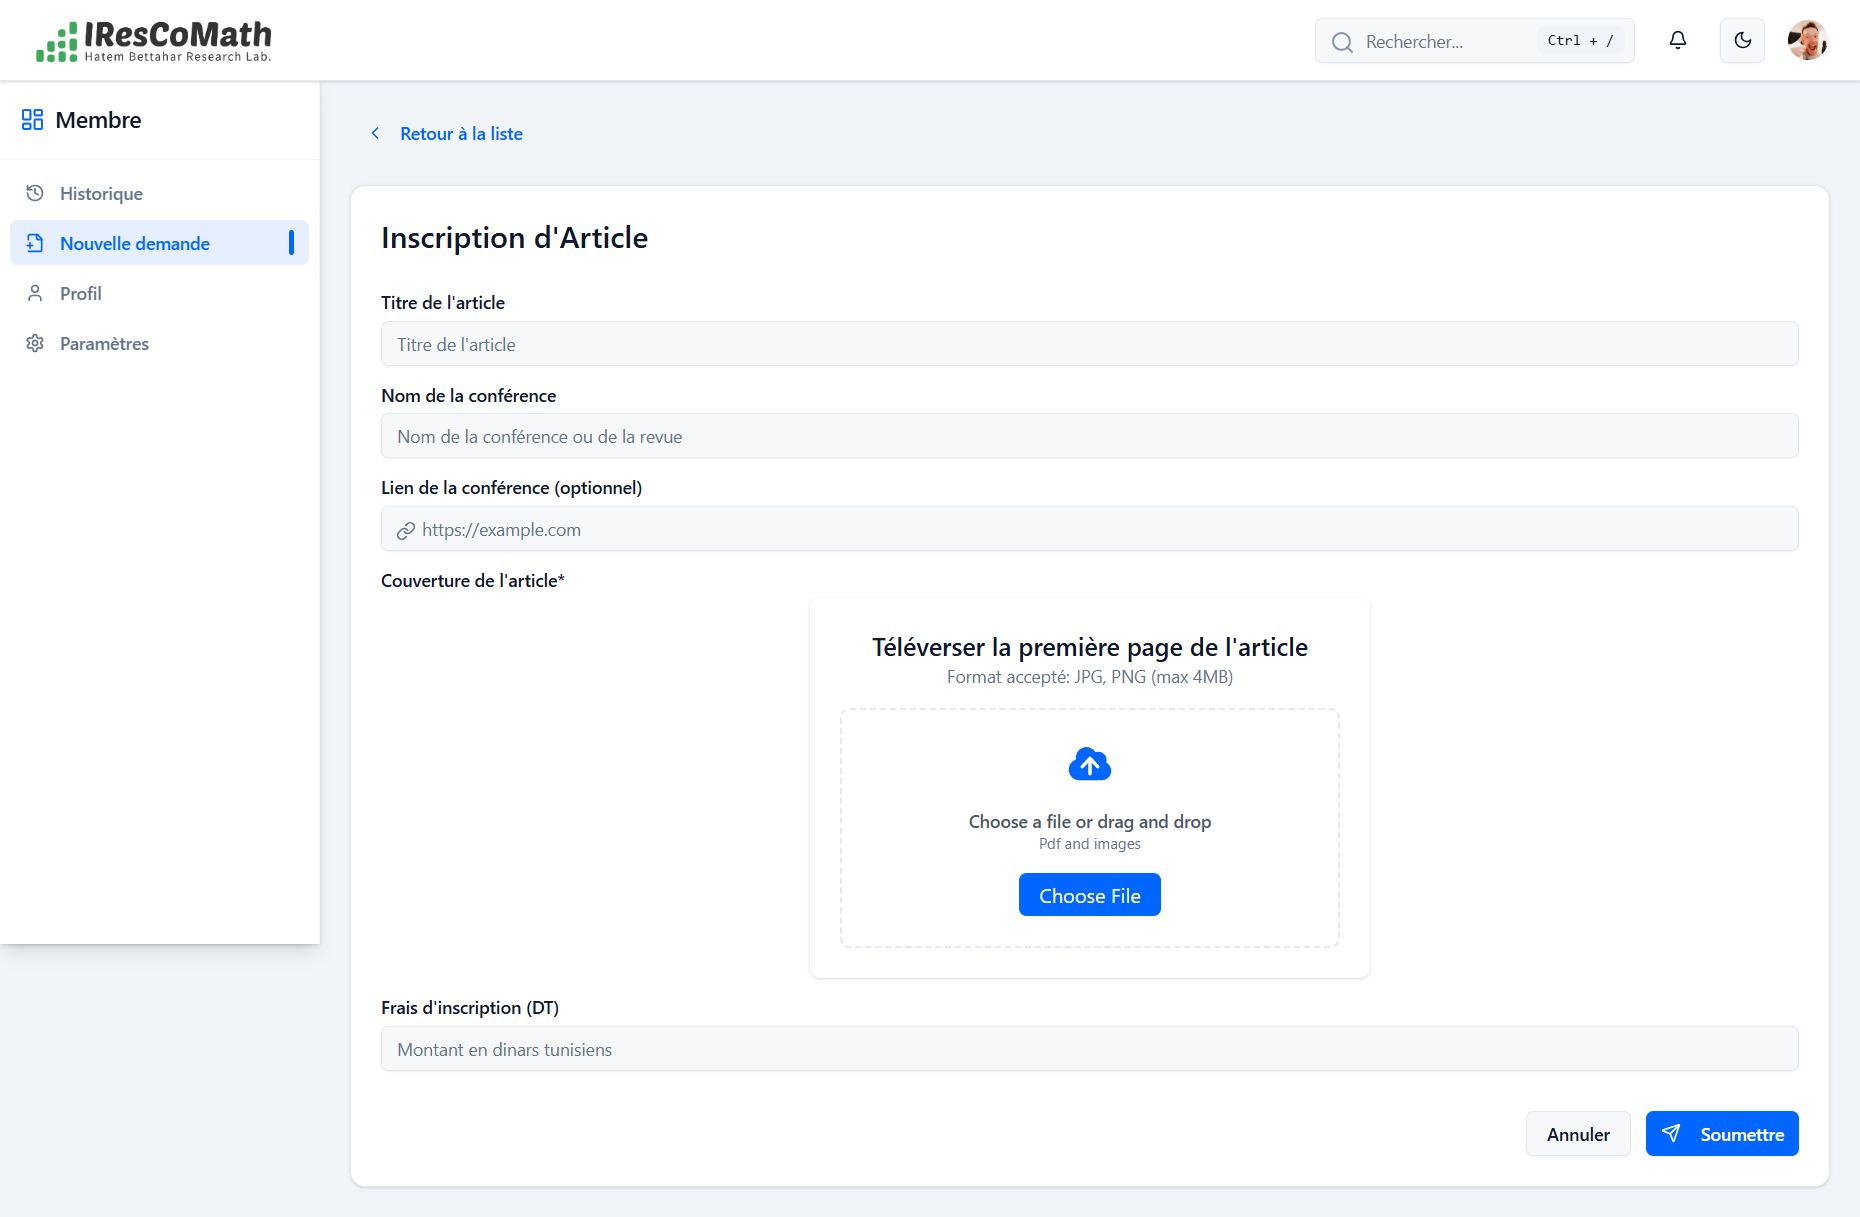 IResCoMath
Hatem Bettahar Research Lab.
Rechercher...
Ctrl + /
Membre
Historique
Nouvelle demande
Profil
Paramètres
Retour à la liste
Inscription d'Article
Titre de l'article
Titre de l'article
Nom de la conférence
Nom de la conférence ou de la revue
Lien de la conférence (optionnel)
https://example.com
Couverture de l'article*
Téléverser la première page de l'article
Format accepté: JPG, PNG (max 4MB)
Choose a file or drag and drop
Pdf and images
Choose File
Frais d'inscription (DT)
Montant en dinars tunisiens
Annuler
Soumettre